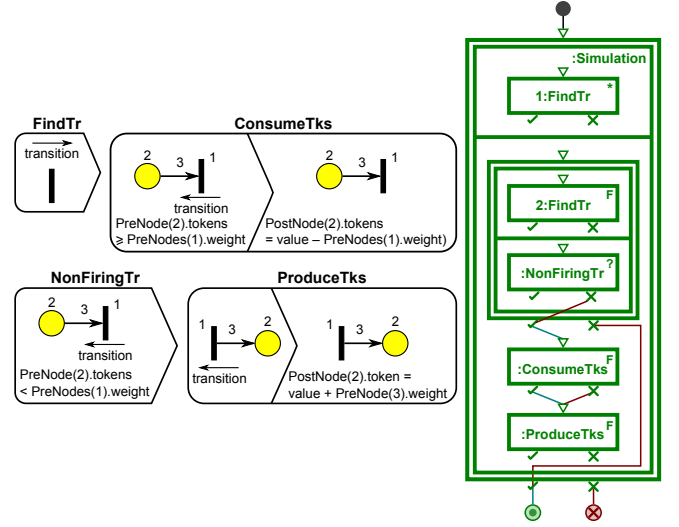 FindTr
transition
ConsumeTks
2
3
1
transition
PreNode(2).tokens
⩾ PreNodes(1).weight
2
3
1
PostNode(2).tokens
= value – PreNodes(1).weight)
NonFiringTr
2
3
1
transition
PreNode(2).tokens
< PreNodes(1).weight
ProduceTks
1
3
2
transition
1
3
2
PostNode(2).token =
value + PreNode(3).weight
:Simulation
1:FindTr
*
2:FindTr
F
:NonFiringTr
?
:ConsumeTks
F
:ProduceTks
F